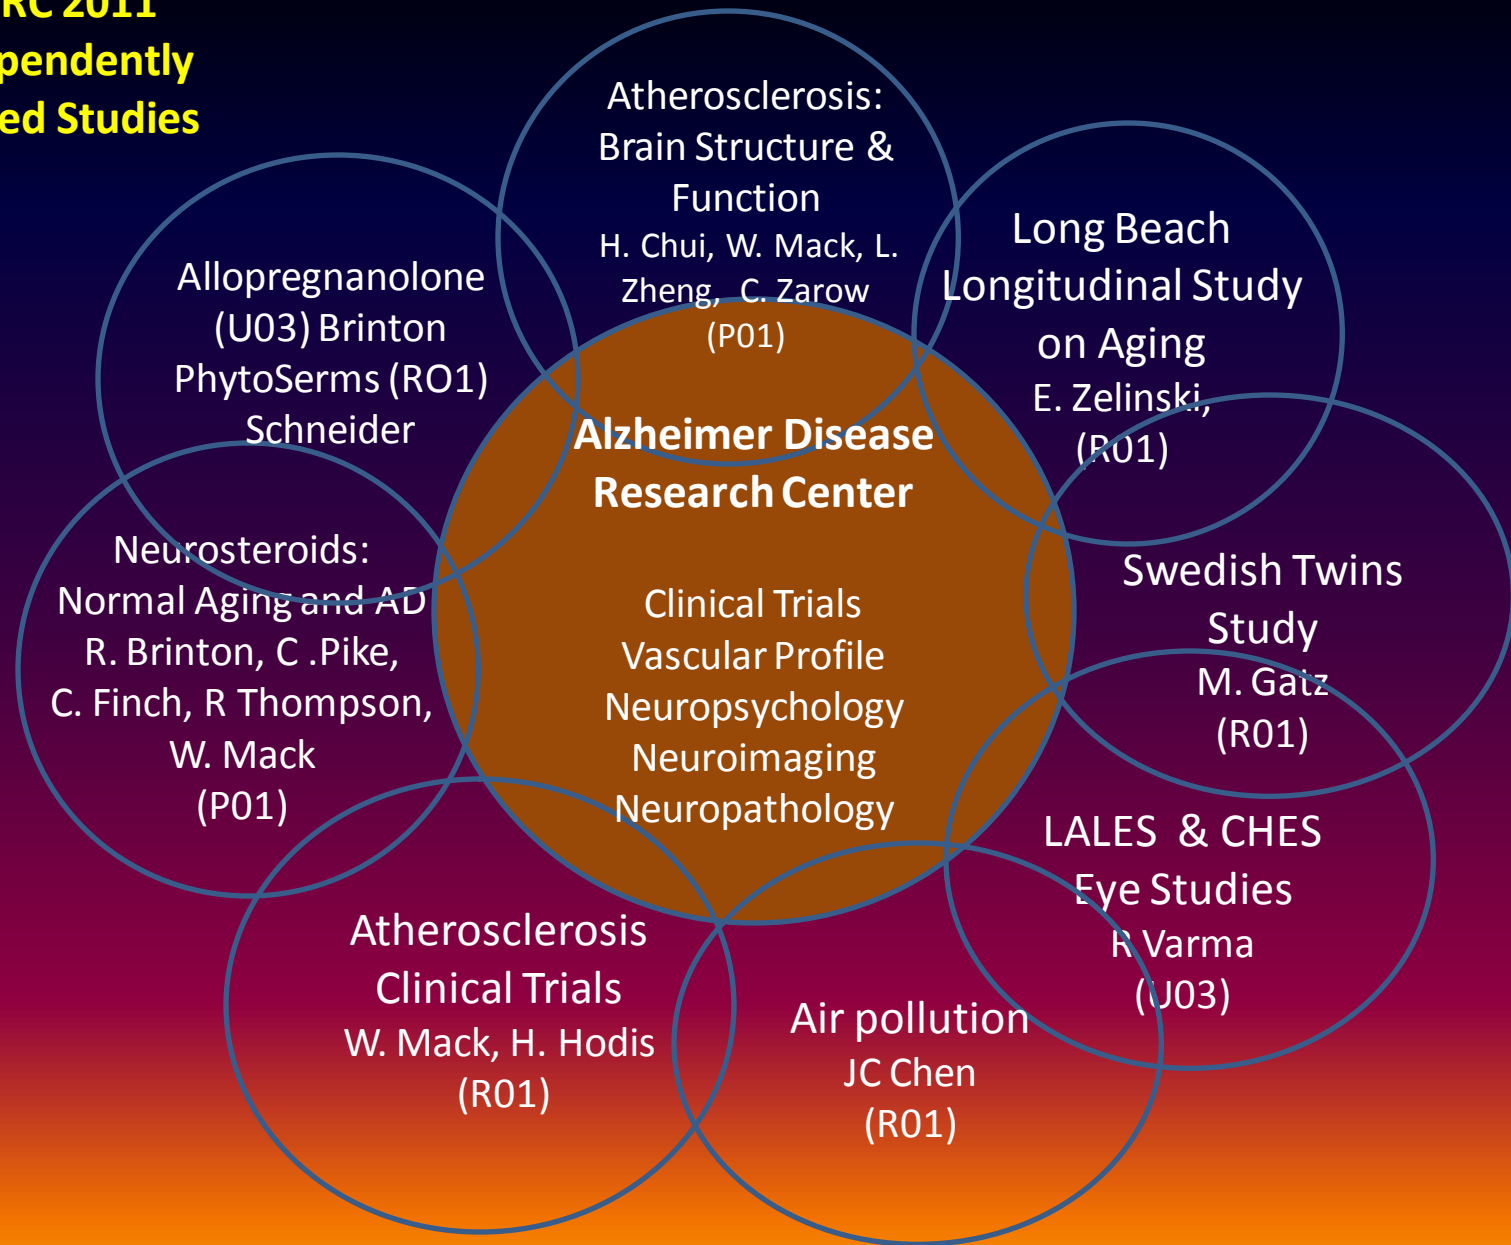 RC 2011
pendently
ed Studies
Atherosclerosis:
Brain Structure &
Function
H. Chui, W. Mack, L.
Zheng, C. Zarow
(P01)
Long Beach
Longitudinal Study
on Aging
E. Zelinski,
(R01)
Allopregnanolone
(U03) Brinton
PhytoSerms (RO1)
Schneider
Alzheimer Disease
Research Center
Clinical Trials
Vascular Profile
Neuropsychology
Neuroimaging
Neuropathology
Neurosteroids:
Normal Aging and AD
R. Brinton, C .Pike,
C. Finch, R Thompson,
W. Mack
(P01)
Swedish Twins
Study
M. Gatz
(R01)
LALES & CHES
Eye Studies
R Varma
(U03)
Atherosclerosis
Clinical Trials
W. Mack, H. Hodis
(R01)
Air pollution
JC Chen
(R01)